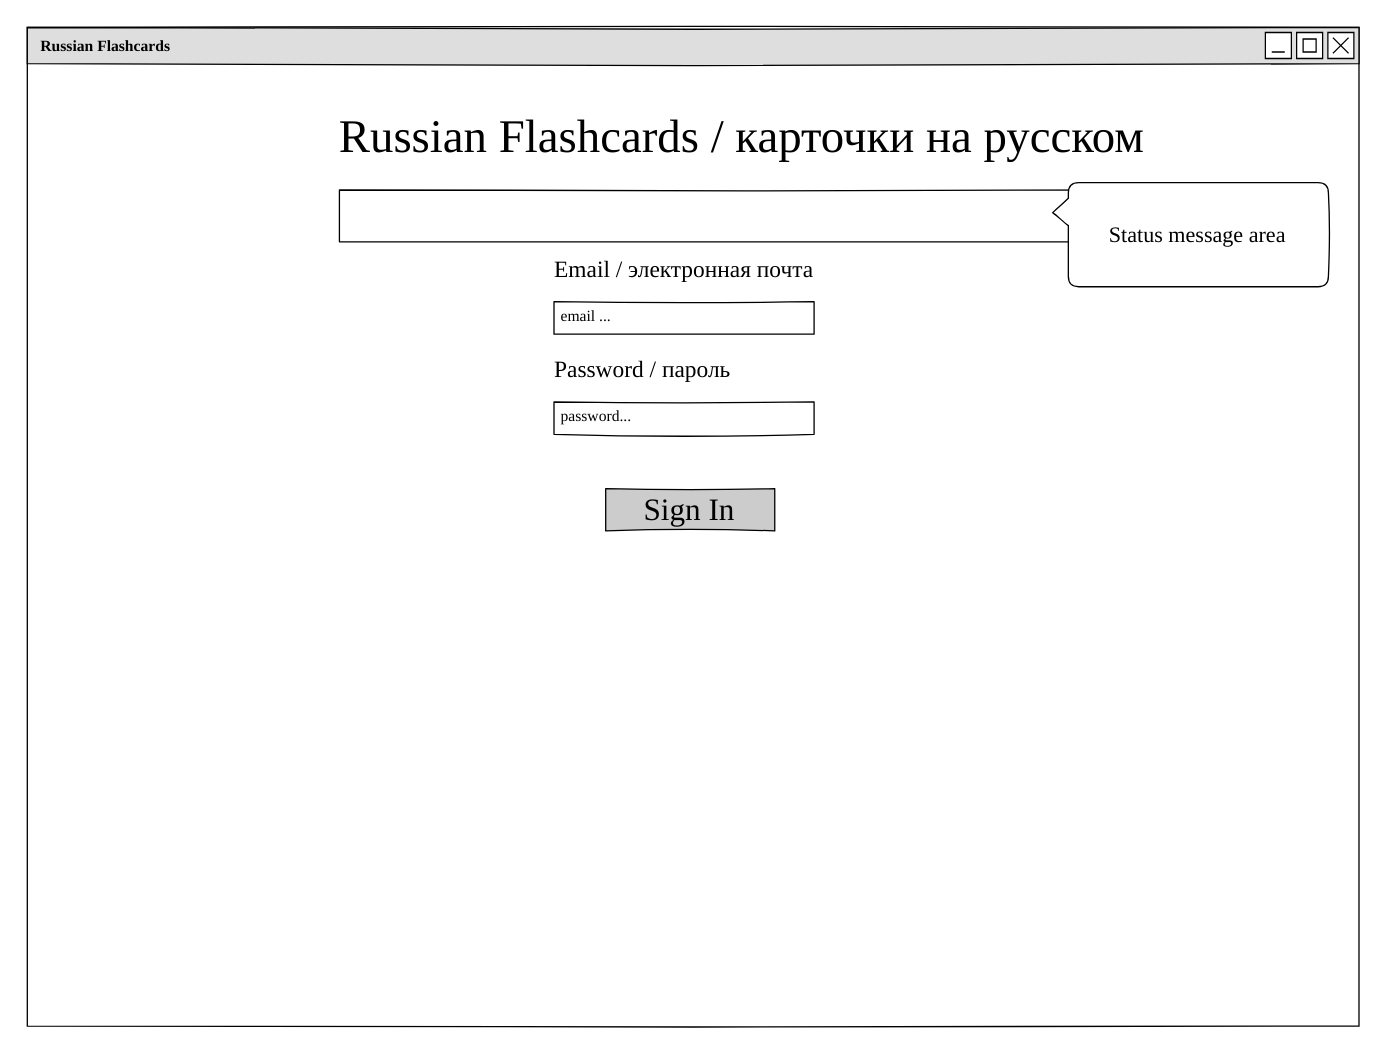 Russian Flashcards
Russian Flashcards / карточки на русском
Status message area
Email / электронная почта
email ...
Password / пароль
password...
Sign In